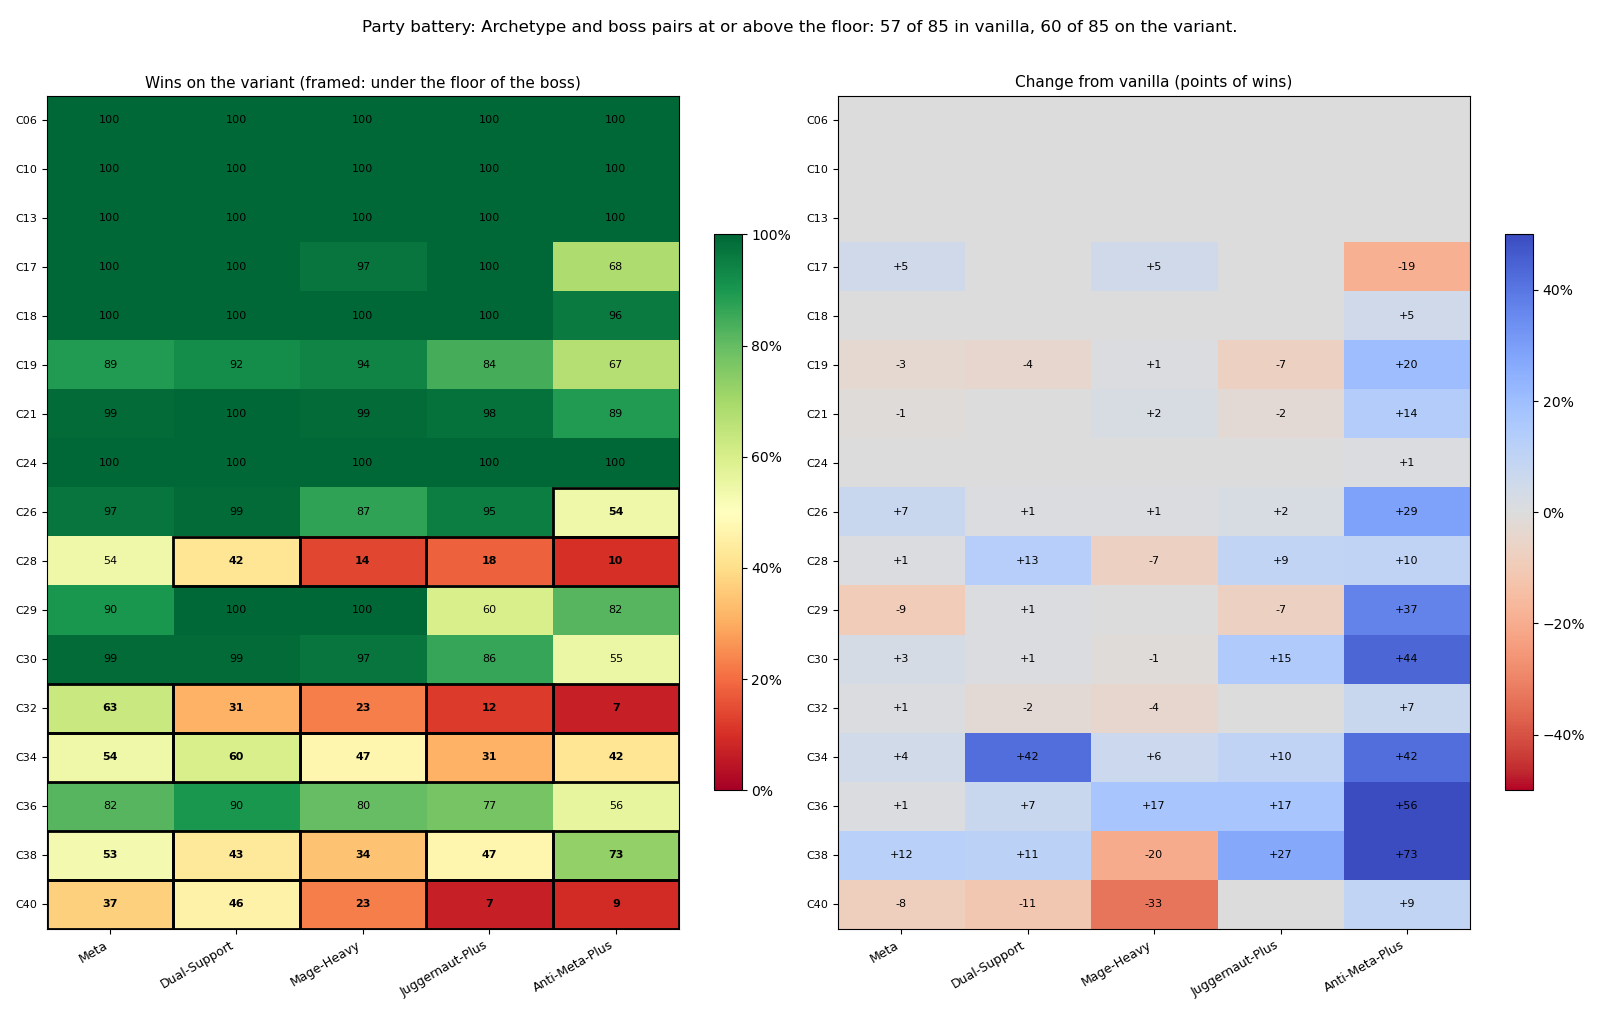 Party battery: Archetype and boss pairs at or above the floor: 57 of 85 in vanilla, 60 of 85 on the variant.
Wins on the variant (framed: under the floor of the boss)
C06 100 100 100 100 100
C10 100 100 100 100 100
C13 100 100 100 100 100
C17 100 100 97 100 68
C18 100 100 100 100 96
C19 89 92 94 84 67
C21 99 100 99 98 89
C24 100 100 100 100 100
C26 97 99 87 95 54
C28 54 42 14 18 10
C29 90 100 100 60 82
C30 99 99 97 86 55
C32 63 31 23 12 7
C34 54 60 47 31 42
C36 82 90 80 77 56
C38 53 43 34 47 73
C40 37 46 23 7 9
Meta Dual-Support Mage-Heavy Juggernaut-Plus Anti-Meta-Plus
100%
80%
60%
40%
20%
0%
Change from vanilla (points of wins)
C06
C10
C13
C17 +5 +5 -19
C18 +5
C19 -3 -4 +1 -7 +20
C21 -1 +2 -2 +14
C24 +1
C26 +7 +1 +1 +2 +29
C28 +1 +13 -7 +9 +10
C29 -9 +1 -7 +37
C30 +3 +1 -1 +15 +44
C32 +1 -2 -4 +7
C34 +4 +42 +6 +10 +42
C36 +1 +7 +17 +17 +56
C38 +12 +11 -20 +27 +73
C40 -8 -11 -33 +9
Meta Dual-Support Mage-Heavy Juggernaut-Plus Anti-Meta-Plus
40%
20%
0%
−20%
−40%